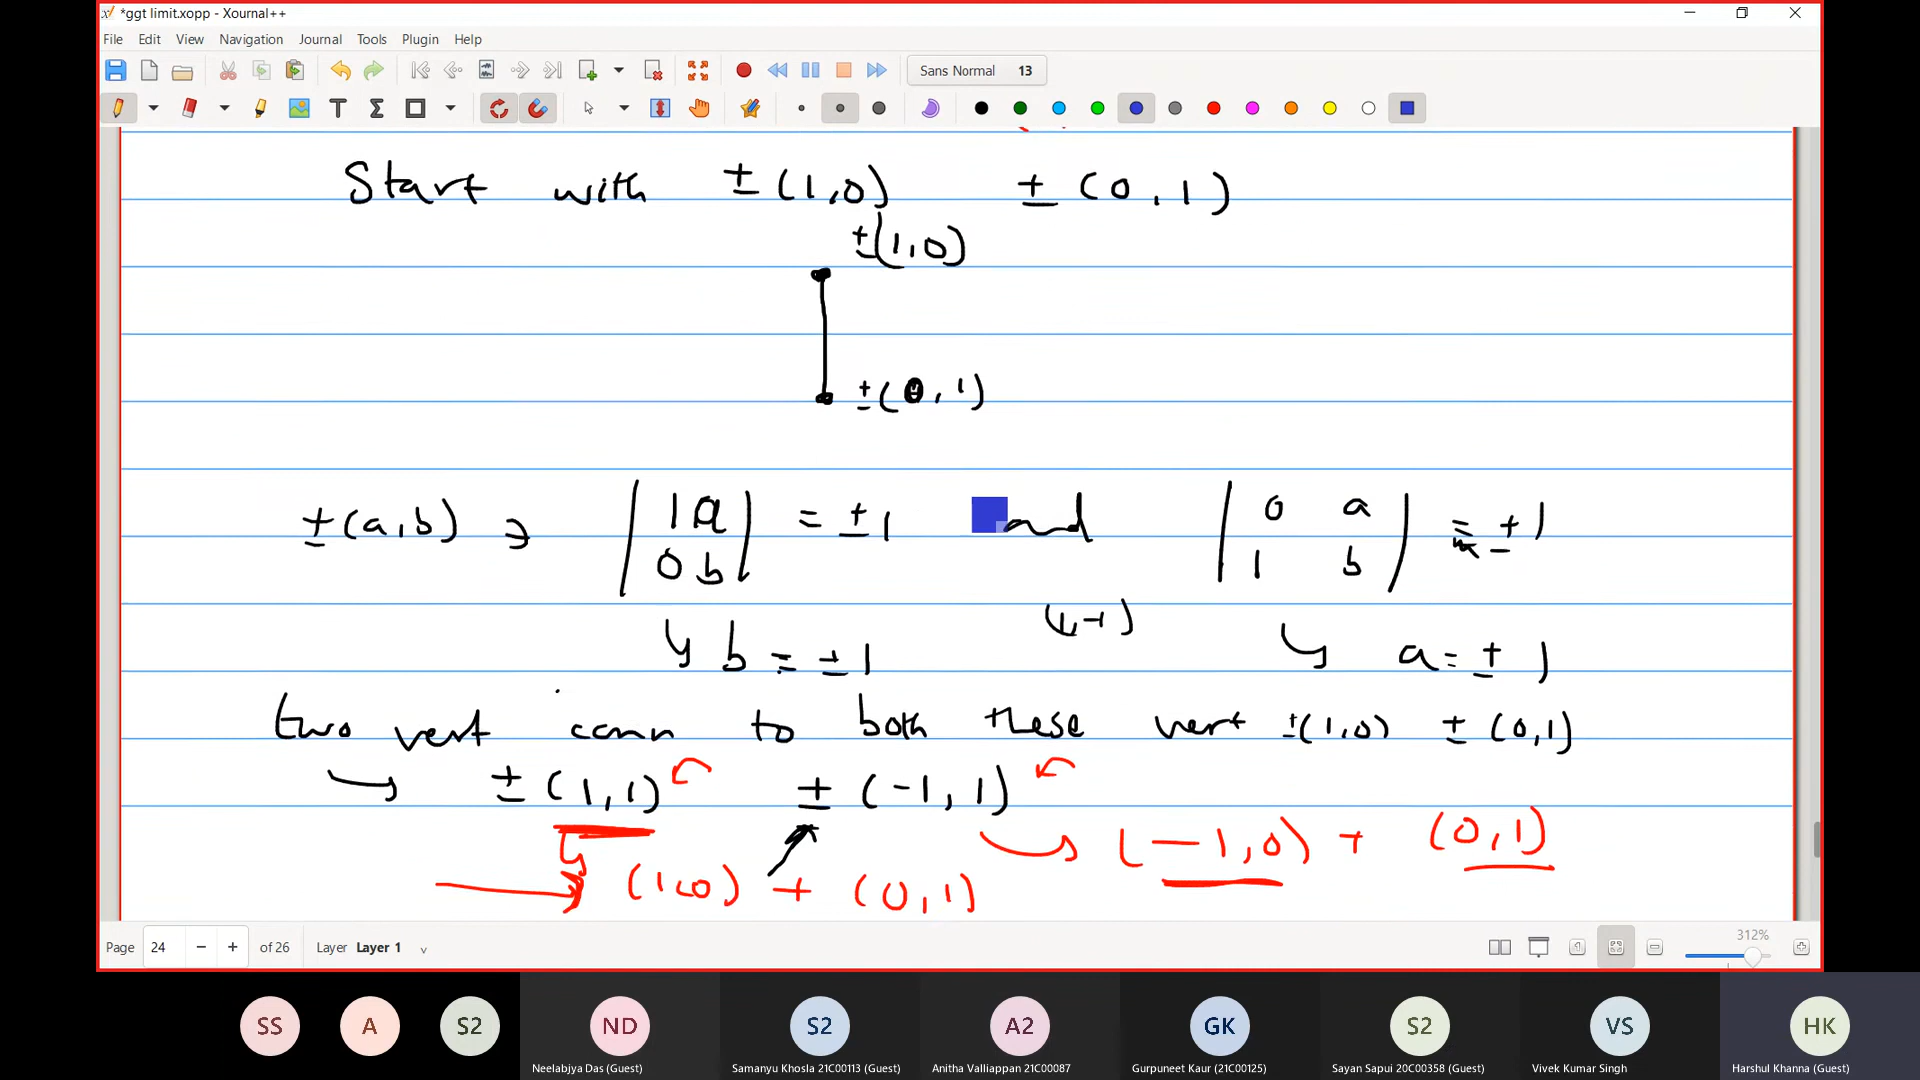 *ggt limit.xopp - Xournal++
File Edit View Navigation Journal Tools Plugin Help
Sans Normal 13
Start with ±(1,0) ±(0,1)
±(1,0)
±(0,1)
±(a,b) ∋ |1 a| = ±1 and |0 a| = ±1
|0 b| |1 b|
(1,-1)
↳ b = ±1 ↳ a = ±1
two vert conn to both these vert ±(1,0) ±(0,1)
↪ ±(1,1) ±(-1,1)
↪ (-1,0) + (0,1)
→ (1,0) + (0,1)
Page 24 − + of 26 Layer Layer 1 312%
SS A S2 ND S2 A2 GK S2 VS HK
Neelabjya Das (Guest) Samanyu Khosla 21C00113 (Guest) Anitha Valliappan 21C00087 Gurpuneet Kaur (21C00125) Sayan Sapui 20C00358 (Guest) Vivek Kumar Singh Harshul Khanna (Guest)